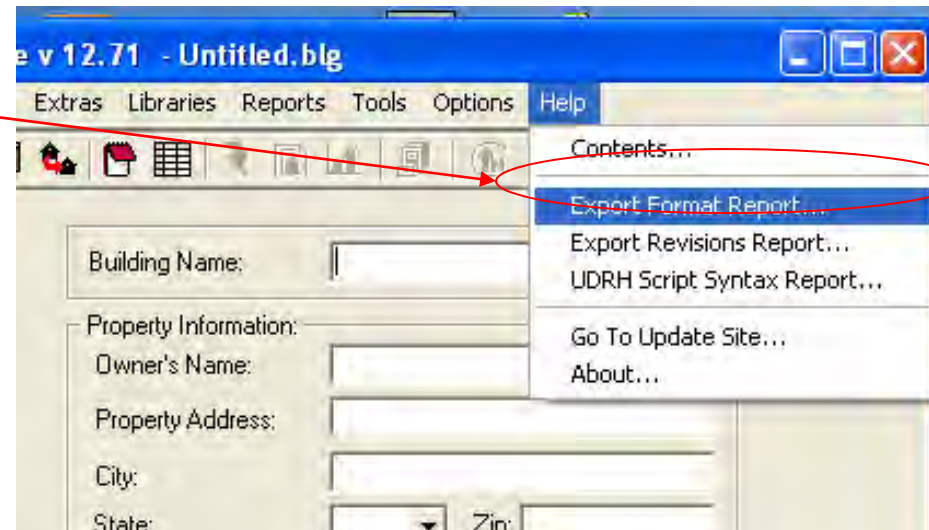 e v 12.71 - Untitled.blg
Extras Libraries Reports Tools Options Help
Contents...
Export Format Report...
Export Revisions Report...
UDRH Script Syntax Report...
Go To Update Site...
About...
Building Name:
Property Information:
Owner's Name:
Property Address:
City:
State: Zip: